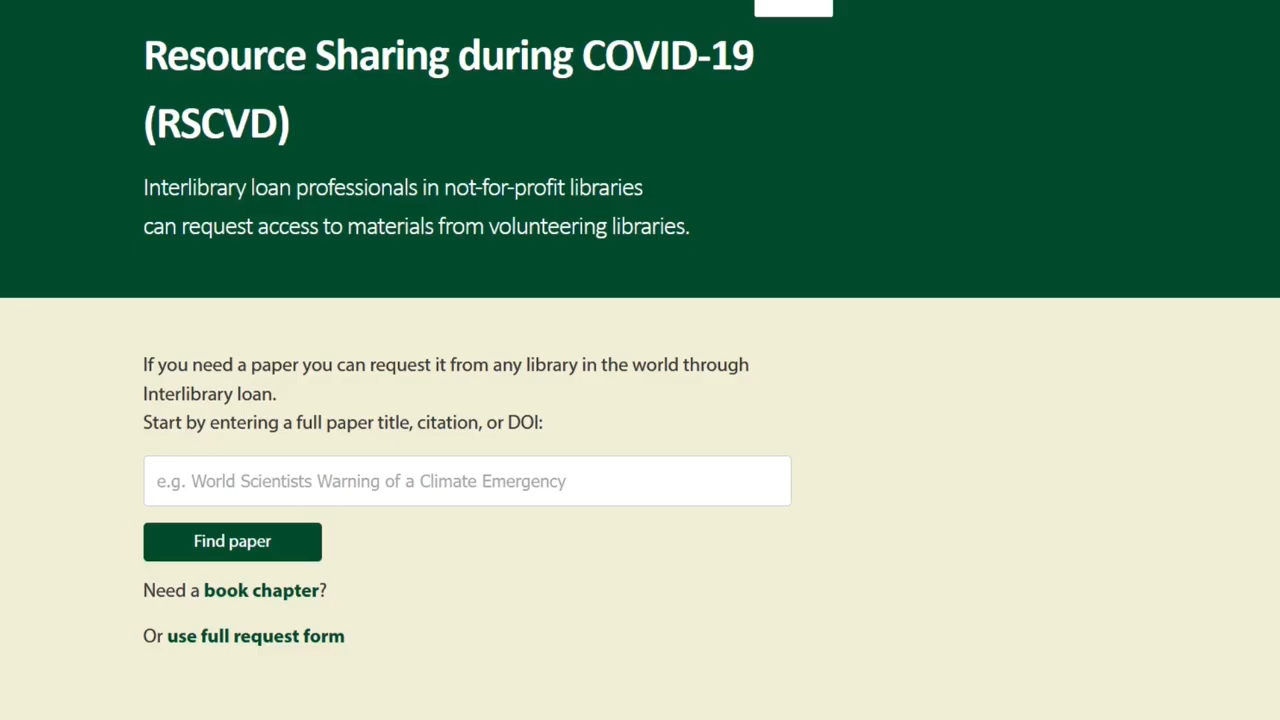 Resource Sharing during COVID-19
(RSCVD)
Interlibrary loan professionals in not-for-profit libraries
can request access to materials from volunteering libraries.
If you need a paper you can request it from any library in the world through
Interlibrary loan.
Start by entering a full paper title, citation, or DOI:
e.g. World Scientists Warning of a Climate Emergency
Find paper
Need a book chapter?
Or use full request form